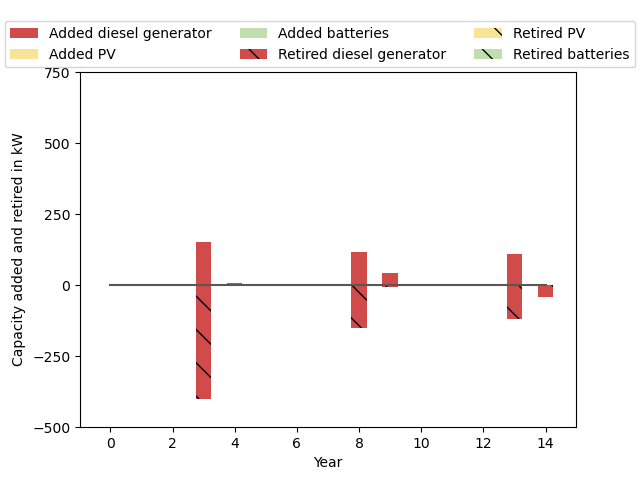 Added diesel generator Added batteries Retired PV
Added PV Retired diesel generator Retired batteries
750
500
250
0
−250
−500
Capacity added and retired in kW
0 2 4 6 8 10 12 14
Year